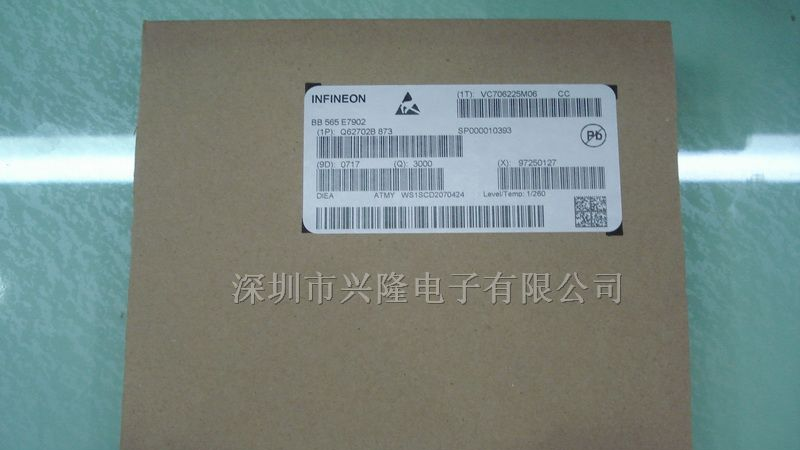 INFINEON
(1T): VC706225M06 CC
BB 565 E7902
(1P): Q62702B 873 SP000010393
Pb
(9D): 0717 (Q): 3000 (X): 97250127
DIEA ATMY WS1SCD2070424 Level/Temp: 1/260
深圳市兴隆电子有限公司